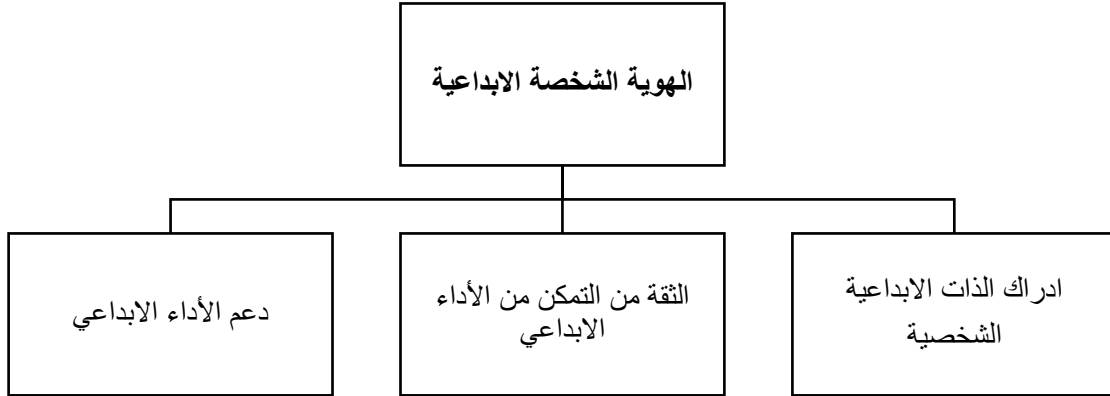 الهوية الشخصة الابداعية
ادراك الذات الابداعية
الشخصية
الثقة من التمكن من الأداء
الابداعي
دعم الأداء الابداعي